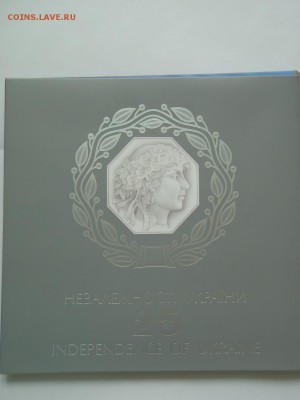 COINS.LAVE.RU
НЕЗАЛЕЖНОСТІ УКРАЇНИ
25
INDEPENDENCE OF UKRAINE